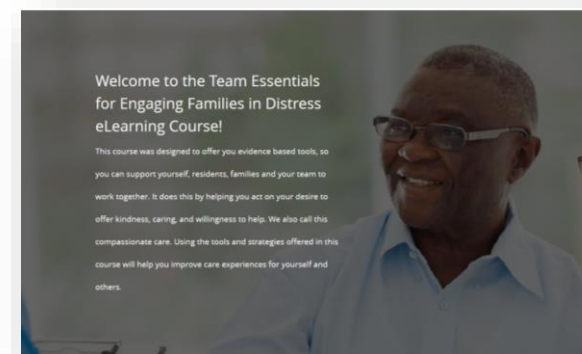 Welcome to the Team Essentials
for Engaging Families in Distress
eLearning Course!
This course was designed to offer you evidence based tools, so
you can support yourself, residents, families and your team to
work together. It does this by helping you act on your desire to
offer kindness, caring, and willingness to help. We also call this
compassionate care. Using the tools and strategies offered in this
course will help you improve care experiences for yourself and
others.